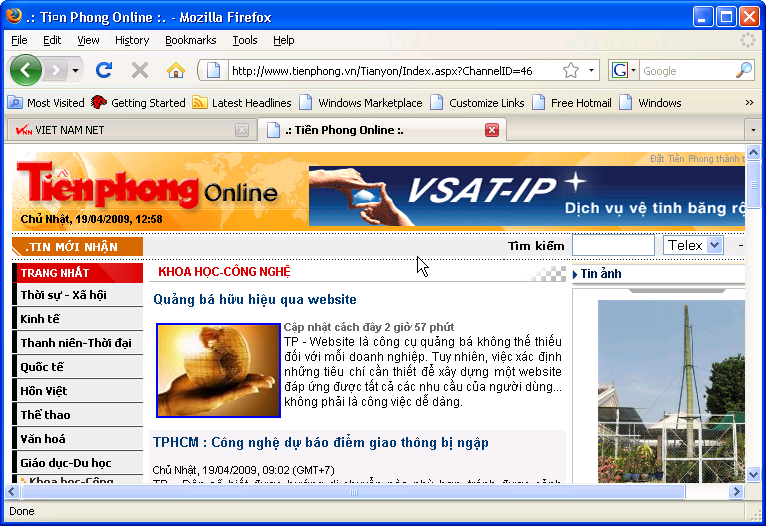 .: Ti¤n Phong Online :. - Mozilla Firefox
File Edit View History Bookmarks Tools Help
http://www.tienphong.vn/Tianyon/Index.aspx?ChannelID=46
G Google
Most Visited Getting Started Latest Headlines Windows Marketplace Customize Links Free Hotmail Windows »
VNN VIET NAM NET
.: Tiền Phong Online :.
Đặt Tiền Phong thành t
Tiền phong Online
VSAT-IP
Dịch vụ vệ tinh băng rộ
Chủ Nhật, 19/04/2009, 12:58
.TIN MỚI NHẬN
Tìm kiếm Telex -
TRANG NHẤT
Thời sự - Xã hội
Kinh tế
Thanh niên-Thời đại
Quốc tế
Hồn Việt
Thể thao
Văn hoá
Giáo dục-Du học
Khoa học-Công
KHOA HỌC-CÔNG NGHỆ
Quảng bá hữu hiệu qua website
Cập nhật cách đây 2 giờ 57 phút
TP - Website là công cụ quảng bá không thể thiếu
đối với mỗi doanh nghiệp. Tuy nhiên, việc xác định
những tiêu chí cần thiết để xây dựng một website
đáp ứng được tất cả các nhu cầu của người dùng...
không phải là công việc dễ dàng.
TPHCM : Công nghệ dự báo điểm giao thông bị ngập
Chủ Nhật, 19/04/2009, 09:02 (GMT+7)
Tin ảnh
Done